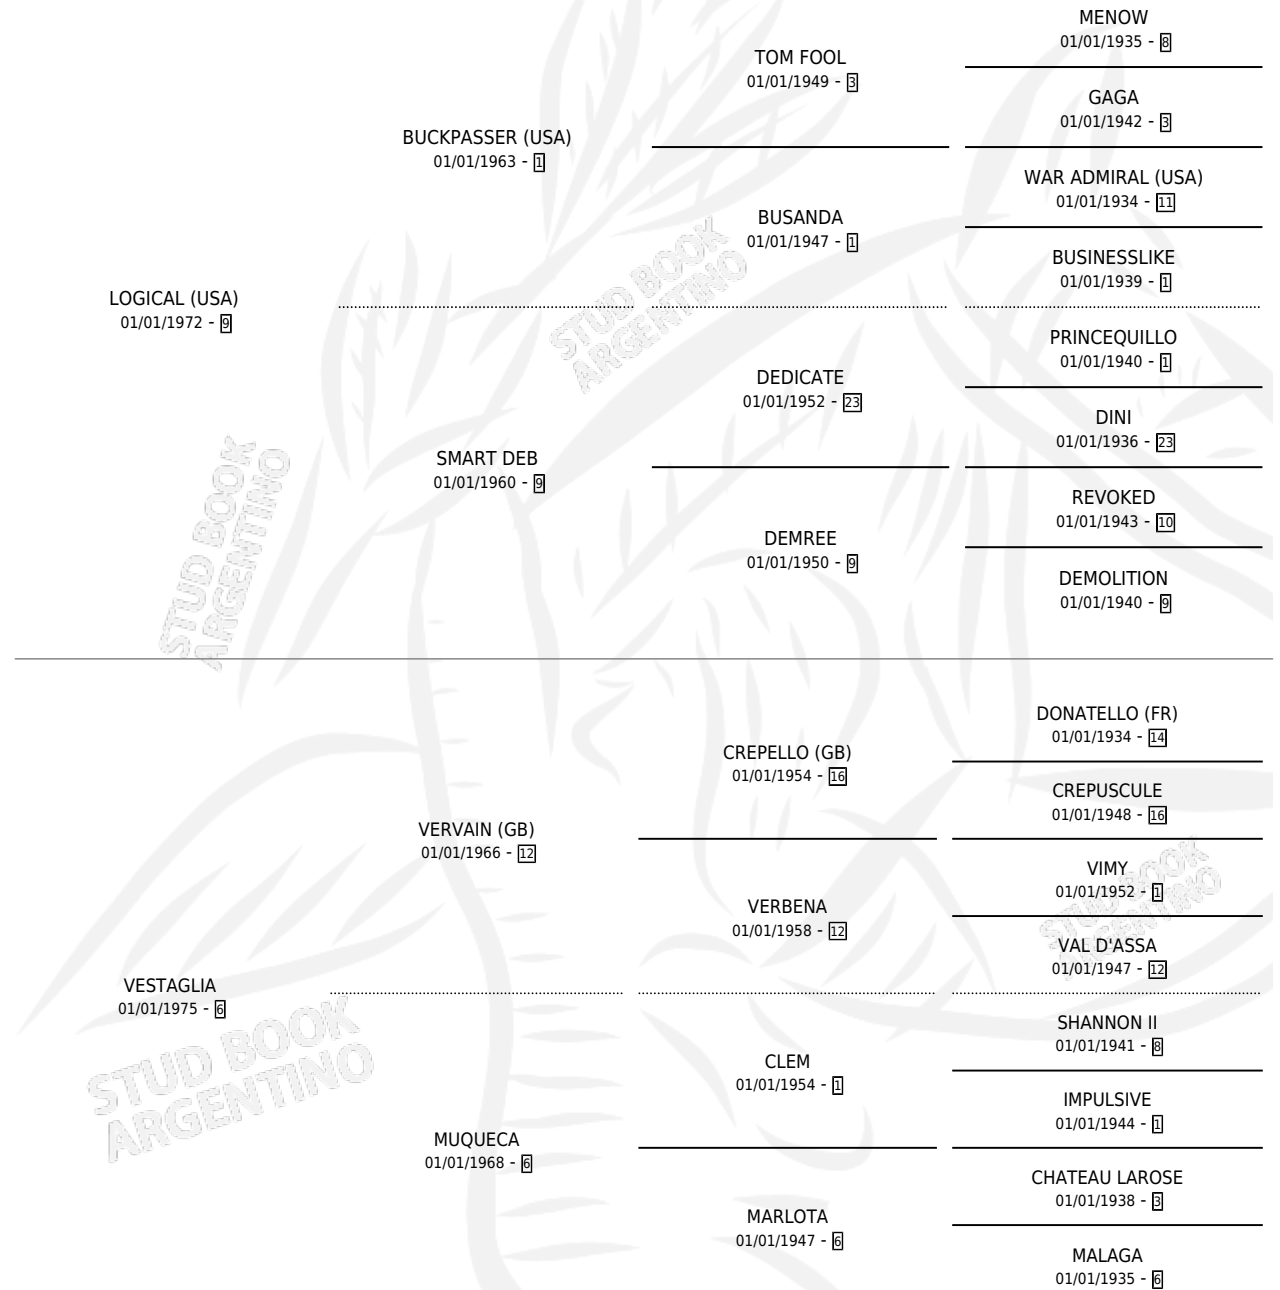 MENOW
01/01/1935 - 8
TOM FOOL
01/01/1949 - 3
GAGA
01/01/1942 - 3
BUCKPASSER (USA)
01/01/1963 - 1
WAR ADMIRAL (USA)
01/01/1934 - 11
BUSANDA
01/01/1947 - 1
BUSINESSLIKE
01/01/1939 - 1
LOGICAL (USA)
01/01/1972 - 9
PRINCEQUILLO
01/01/1940 - 1
DEDICATE
01/01/1952 - 23
DINI
01/01/1936 - 23
SMART DEB
01/01/1960 - 9
REVOKED
01/01/1943 - 10
DEMREE
01/01/1950 - 9
DEMOLITION
01/01/1940 - 9
DONATELLO (FR)
01/01/1934 - 14
CREPELLO (GB)
01/01/1954 - 16
CREPUSCULE
01/01/1948 - 16
VERVAIN (GB)
01/01/1966 - 12
VIMY
01/01/1952 - 1
VERBENA
01/01/1958 - 12
VAL D'ASSA
01/01/1947 - 12
VESTAGLIA
01/01/1975 - 6
SHANNON II
01/01/1941 - 8
CLEM
01/01/1954 - 1
IMPULSIVE
01/01/1944 - 1
MUQUECA
01/01/1968 - 6
CHATEAU LAROSE
01/01/1938 - 3
MARLOTA
01/01/1947 - 6
MALAGA
01/01/1935 - 6
STUD BOOK
ARGENTINO
STUD BOOK
ARGENTINO
STUD BOOK
ARGENTINO
STUD BOOK
ARGENTINO